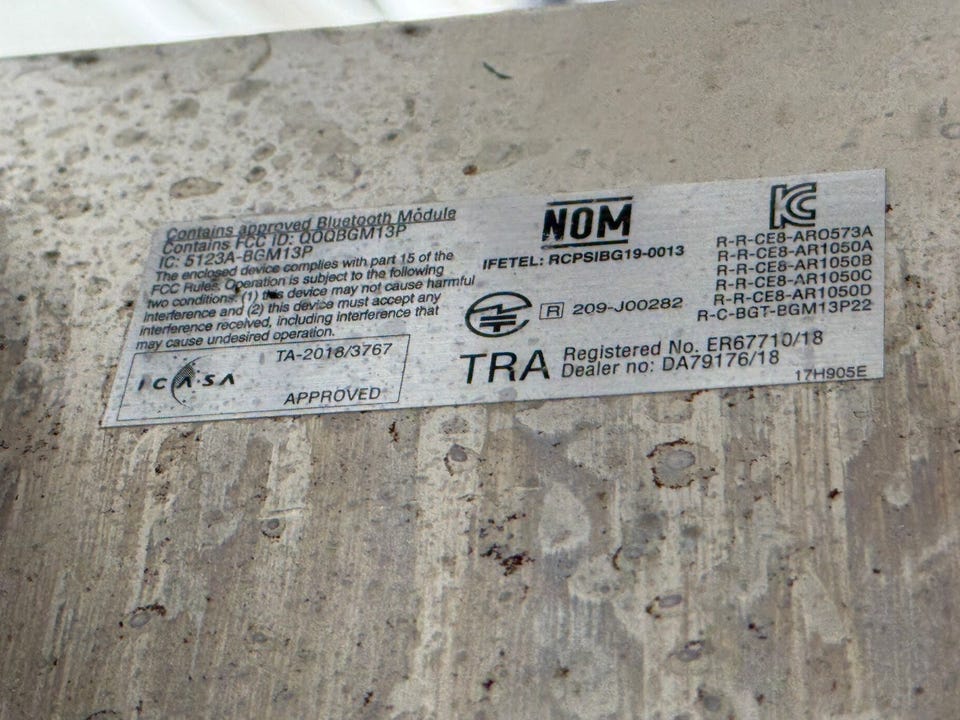 Contains approved Bluetooth Module
Contains FCC ID: QOQBGM13P
IC: 5123A-BGM13P
The enclosed device complies with part 15 of the
FCC Rules. Operation is subject to the following
two conditions. (1) this device may not cause harmful
interference and (2) this device must accept any
interference received, including interference that
may cause undesired operation.
ICASA
TA-2018/3767
APPROVED
NOM
IFETEL: RCPSIBG19-0013
R 209-J00282
TRA
Registered No. ER67710/18
Dealer no: DA79176/18
KC
R-R-CE8-ARO573A
R-R-CE8-AR1050A
R-R-CE8-AR1050B
R-R-CE8-AR1050C
R-R-CE8-AR1050D
R-C-BGT-BGM13P22
17H905E